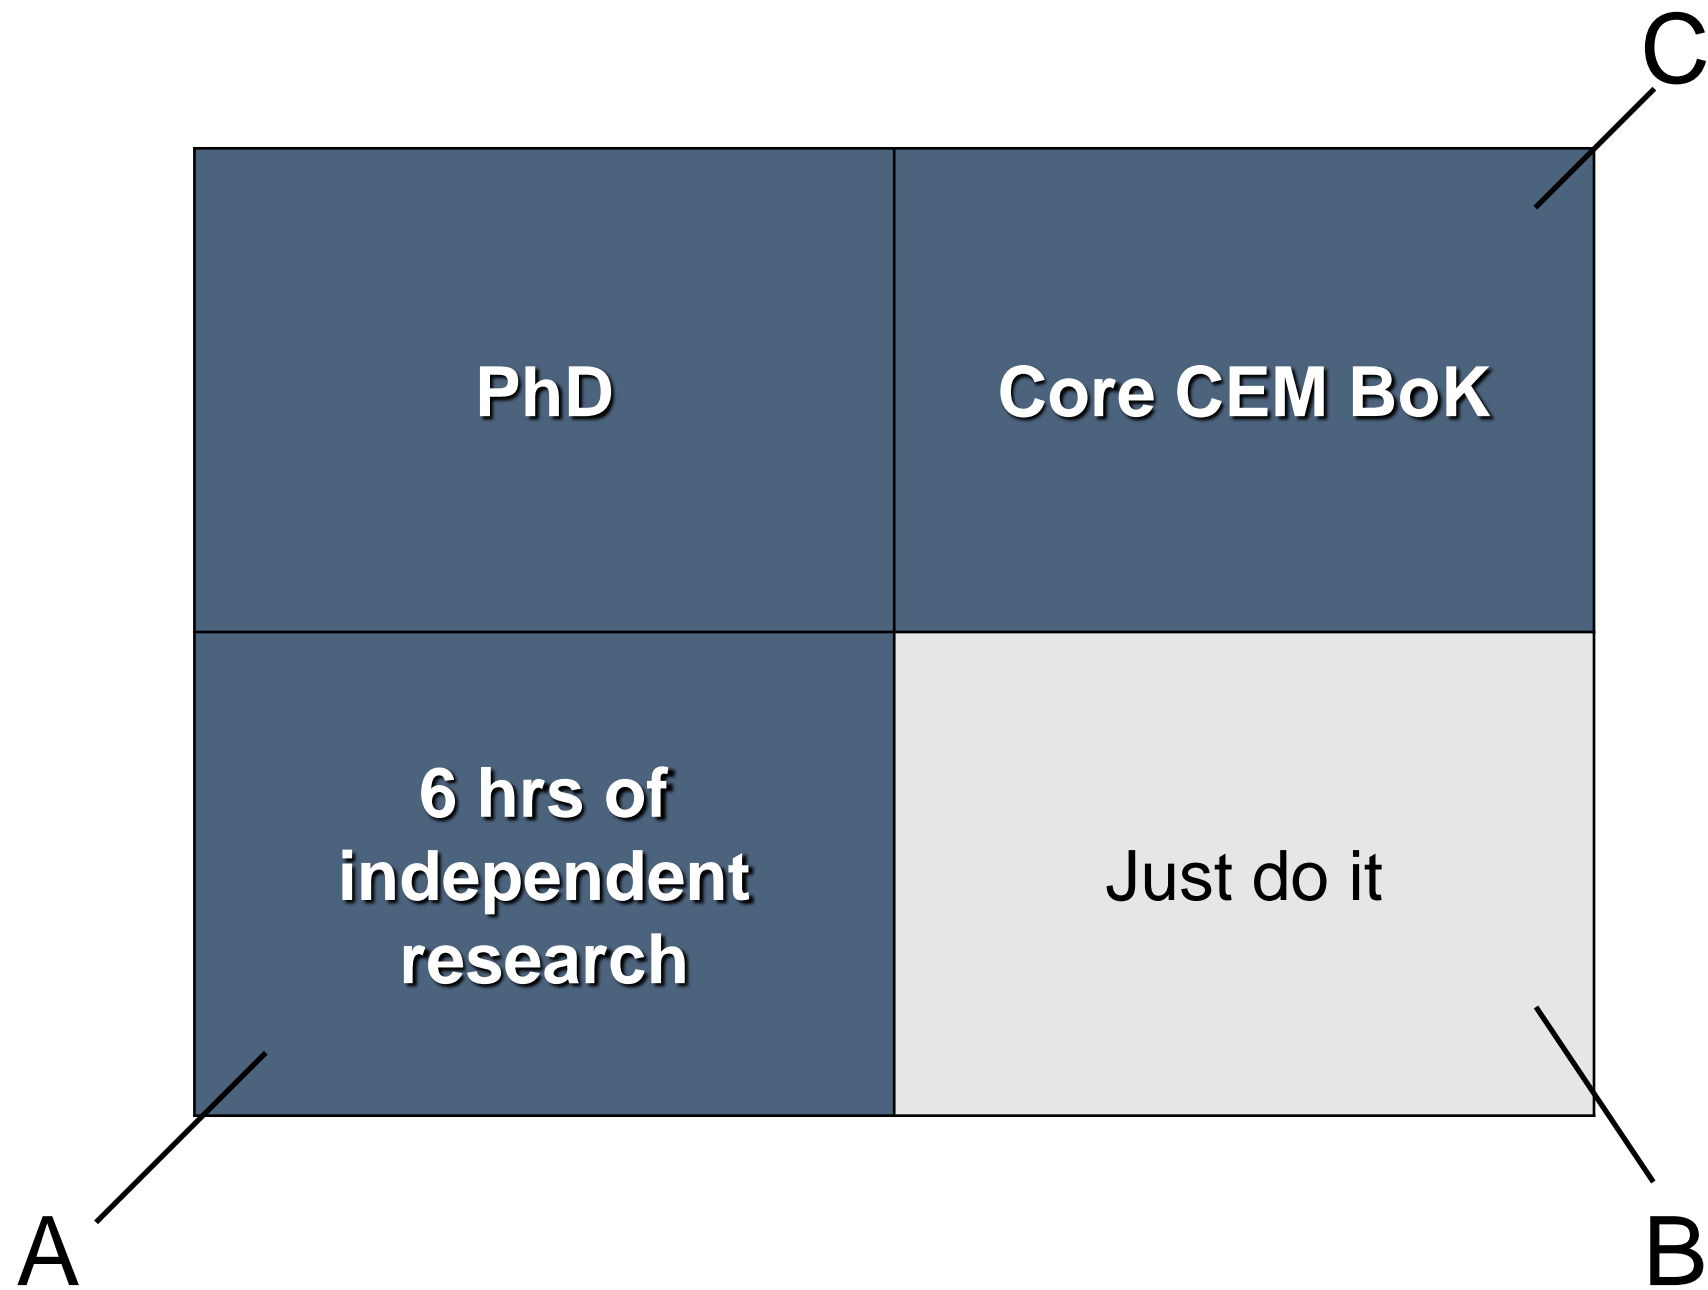 C
PhD
Core CEM BoK
6 hrs of
independent
research
Just do it
A
B